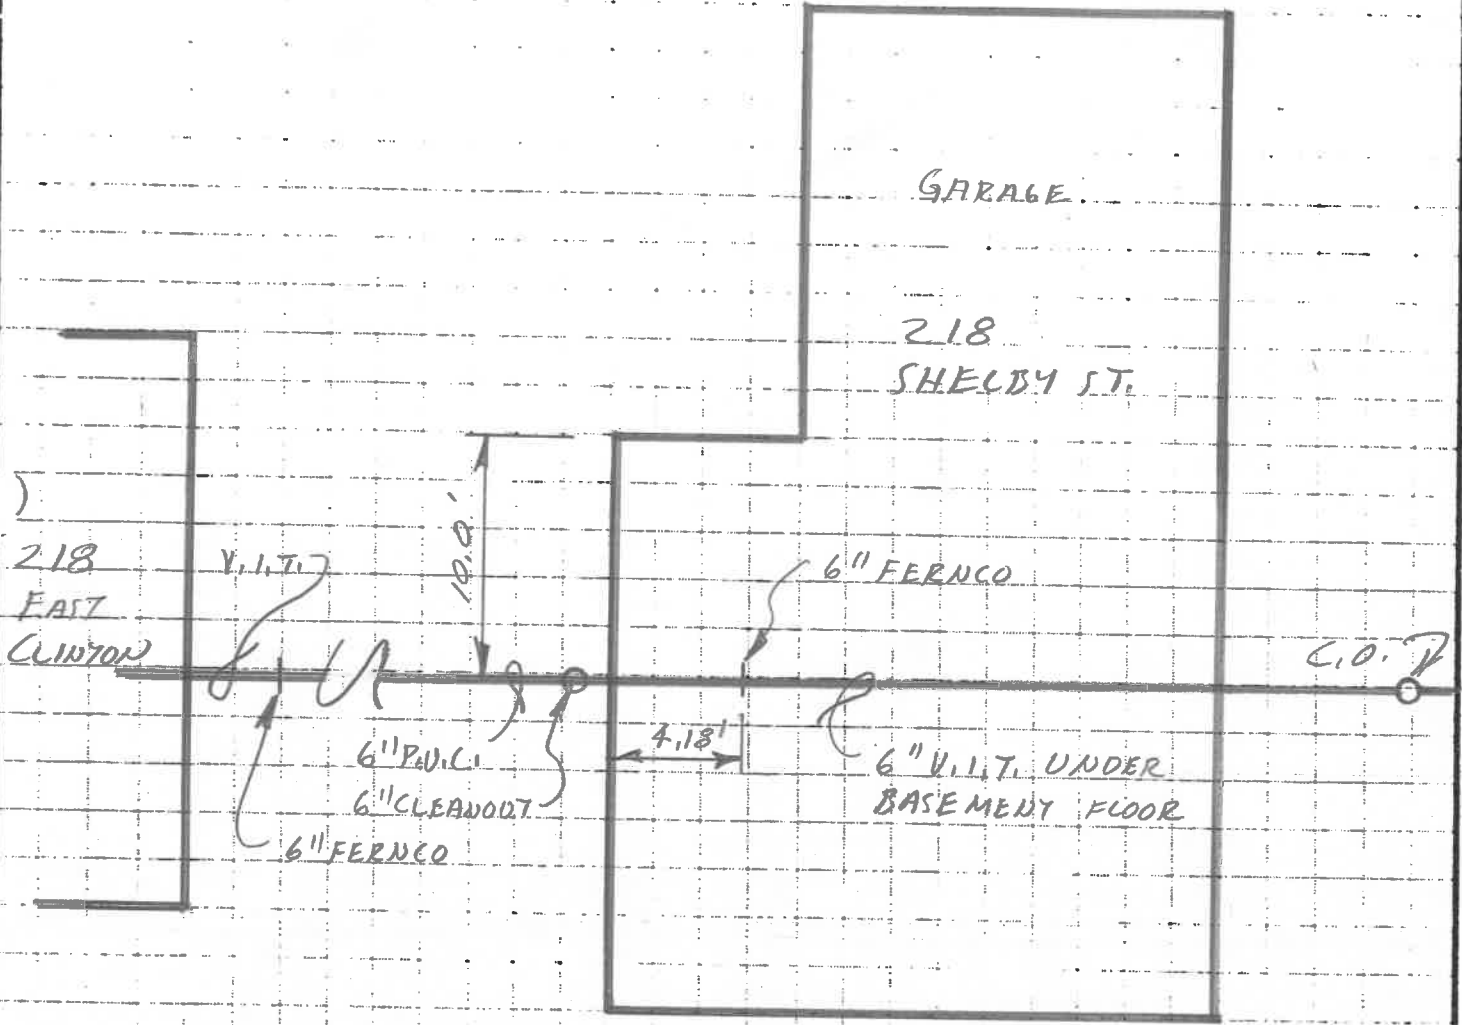 GARAGE
218
SHELBY ST.
)
218
EAST
CLINTON
V.I.T.
10.0'
6" FERNCO
C.O.
6" P.V.C.
6" CLEANOUT
6" FERNCO
4.18'
6" V.I.T. UNDER
BASEMENT FLOOR